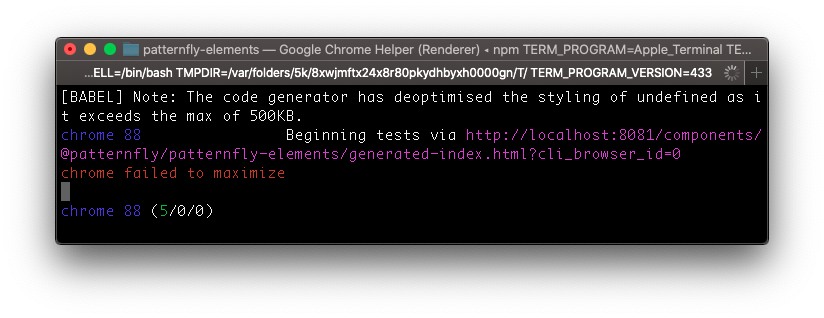 patternfly-elements — Google Chrome Helper (Renderer) ◂ npm TERM_PROGRAM=Apple_Terminal TE...
...ELL=/bin/bash TMPDIR=/var/folders/5k/8xwjmftx24x8r80pkydhbyxh0000gn/T/ TERM_PROGRAM_VERSION=433
[BABEL] Note: The code generator has deoptimised the styling of undefined as i
t exceeds the max of 500KB.
chrome 88 Beginning tests via http://localhost:8081/components/
@patternfly/patternfly-elements/generated-index.html?cli_browser_id=0
chrome failed to maximize
chrome 88 (5/0/0)